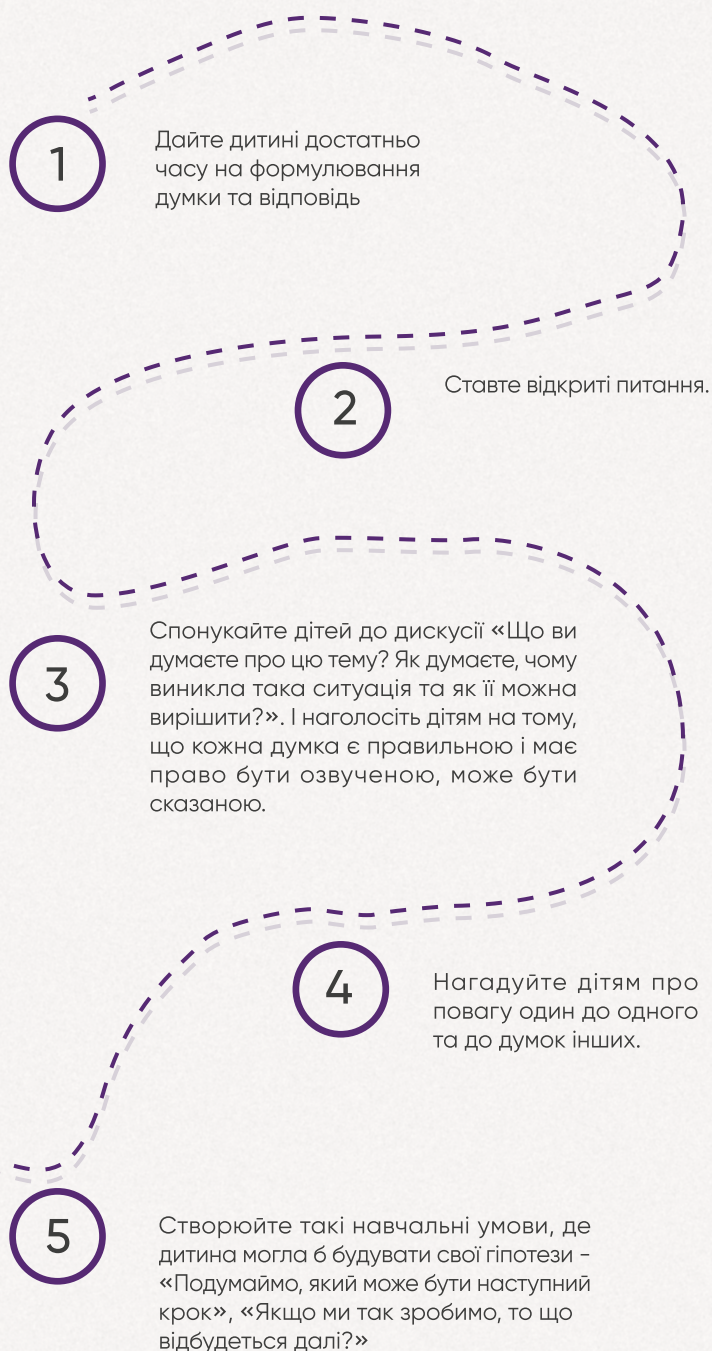 1
Дайте дитині достатньо
часу на формулювання
думки та відповідь
2
Ставте відкриті питання.
3
Спонукайте дітей до дискусії «Що ви
думаєте про цю тему? Як думаєте, чому
виникла така ситуація та як її можна
вирішити?». І наголосіть дітям на тому,
що кожна думка є правильною і має
право бути озвученою, може бути
сказаною.
4
Нагадуйте дітям про
повагу один до одного
та до думок інших.
5
Створюйте такі навчальні умови, де
дитина могла б будувати свої гіпотези –
«Подумаймо, який може бути наступний
крок», «Якщо ми так зробимо, то що
відбудеться далі?»